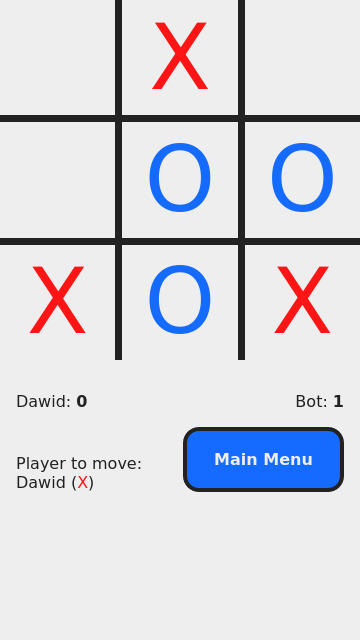 X
O O
X O X
Dawid: 0 Bot: 1
Player to move:
Dawid (X)
Main Menu